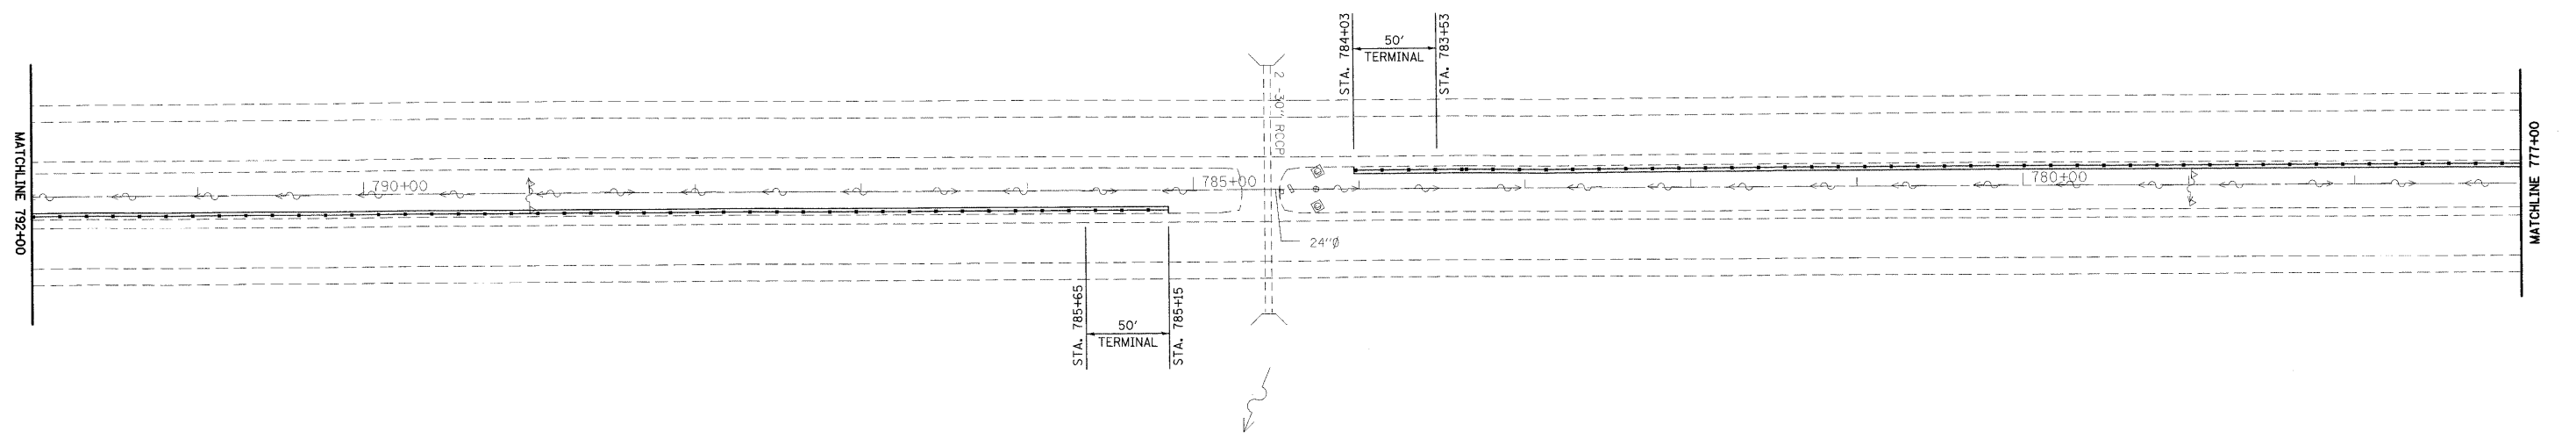 MATCHLINE 792+00
790+00
785+00
2 -30" RCP
24"Ø
STA. 785+65
50'
TERMINAL
STA. 785+15
STA. 784+03
50'
TERMINAL
STA. 783+53
780+00
MATCHLINE 777+00